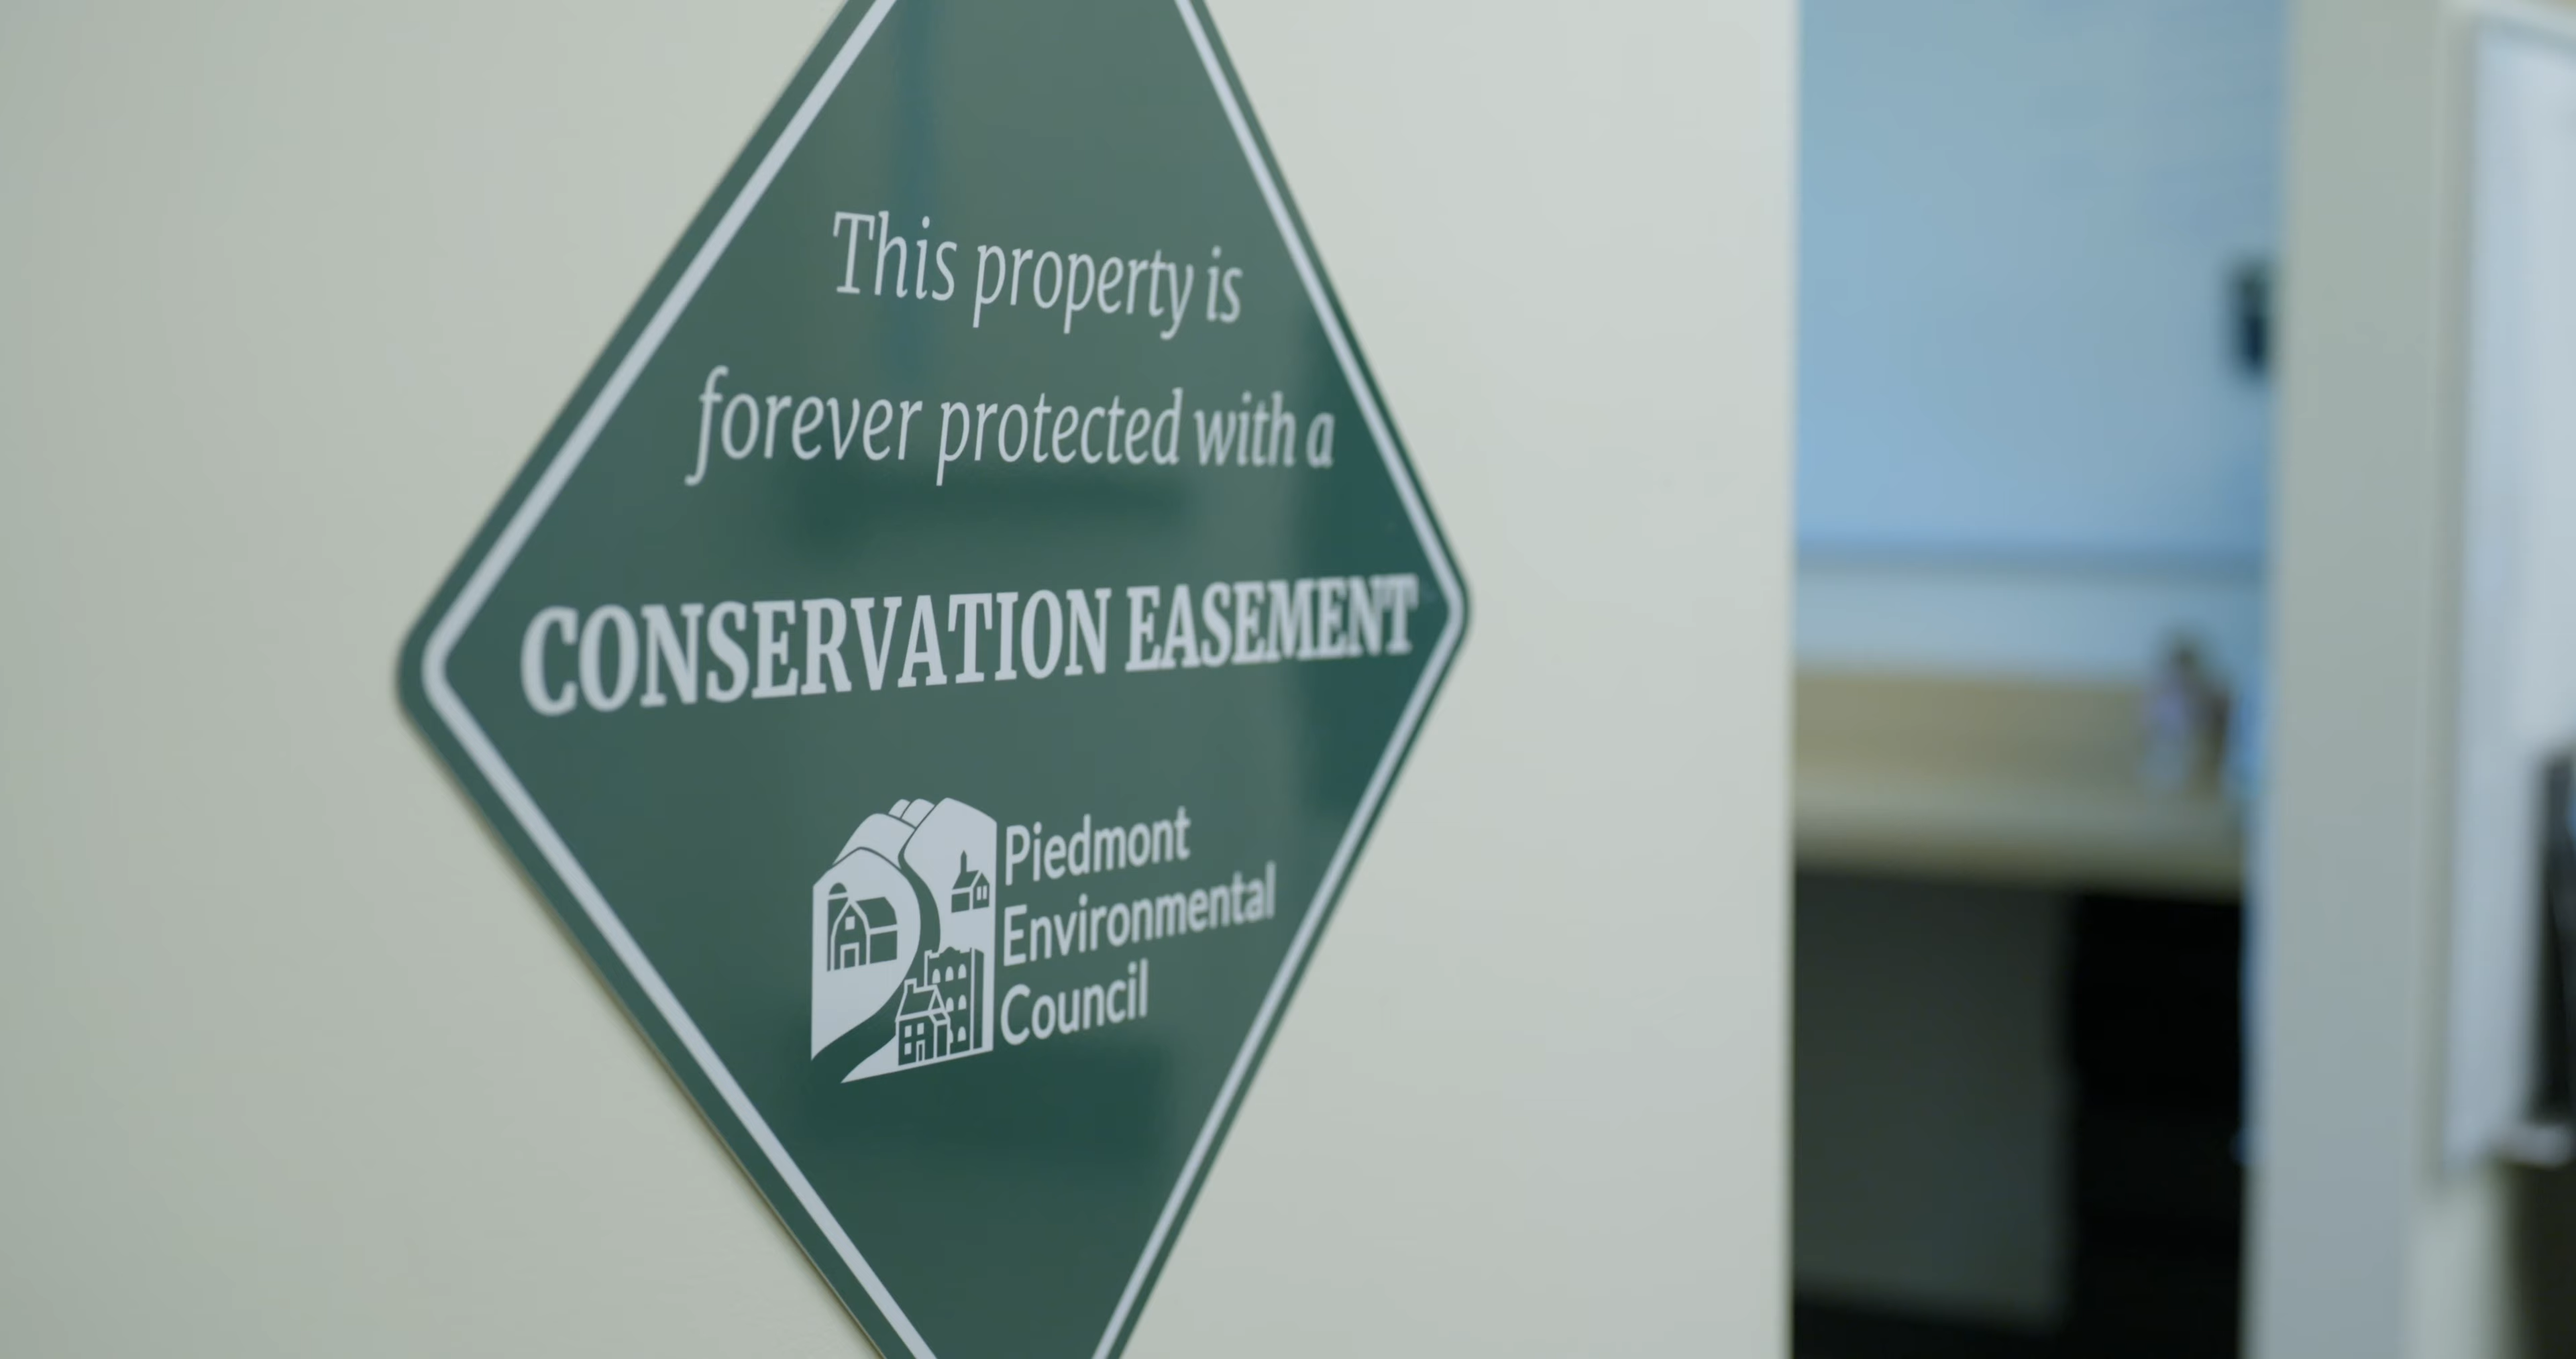 This property is
forever protected with a
CONSERVATION EASEMENT
Piedmont
Environmental
Council